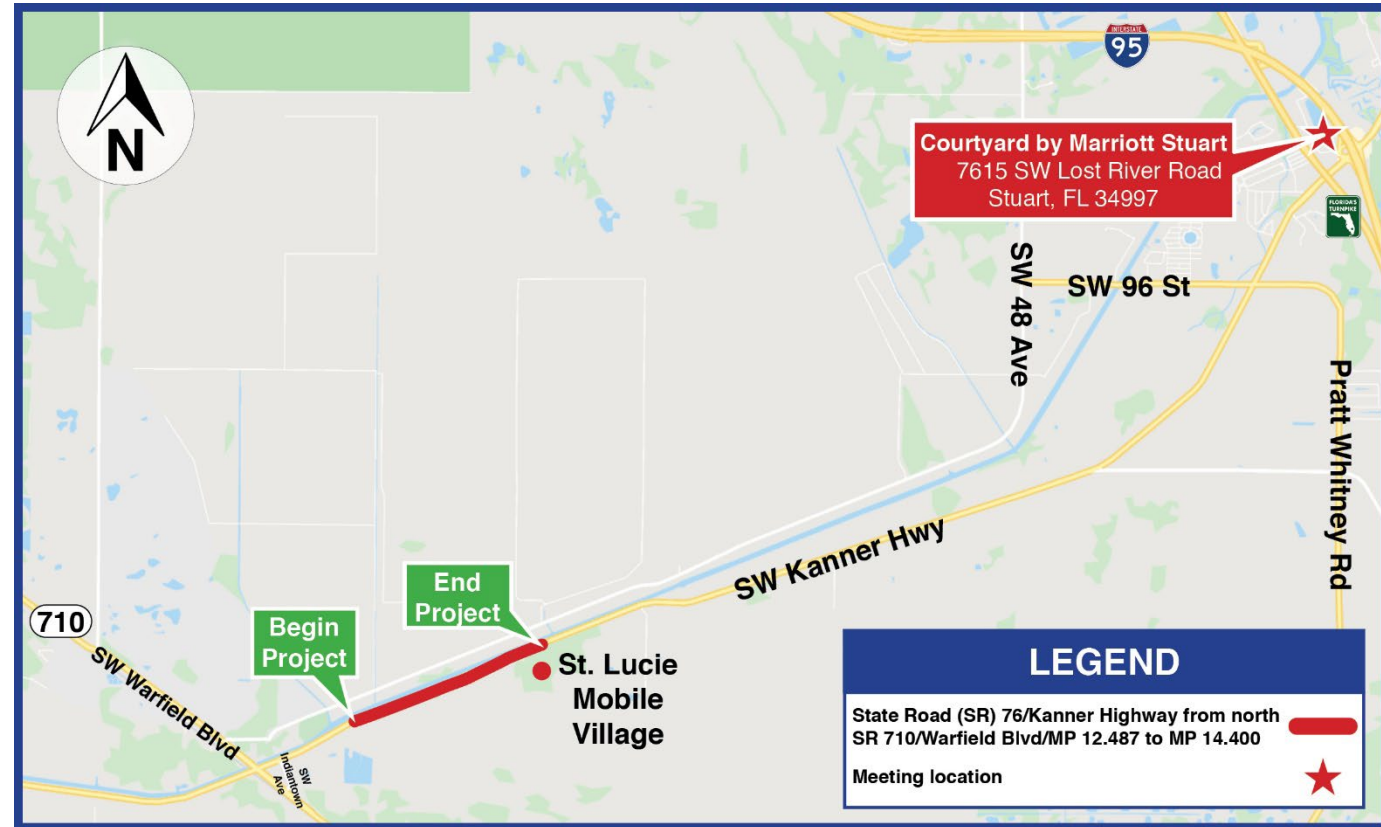 INTERSTATE
95
N
Courtyard by Marriott Stuart
7615 SW Lost River Road
Stuart, FL 34997
FLORIDA'S
TURNPIKE
SW 48 Ave
SW 96 St
Pratt Whitney Rd
SW Kanner Hwy
End
Project
Begin
Project
710
SW Warfield Blvd
SW
Indiantown
Ave
St. Lucie
Mobile
Village
LEGEND
State Road (SR) 76/Kanner Highway from north
SR 710/Warfield Blvd/MP 12.487 to MP 14.400
Meeting location